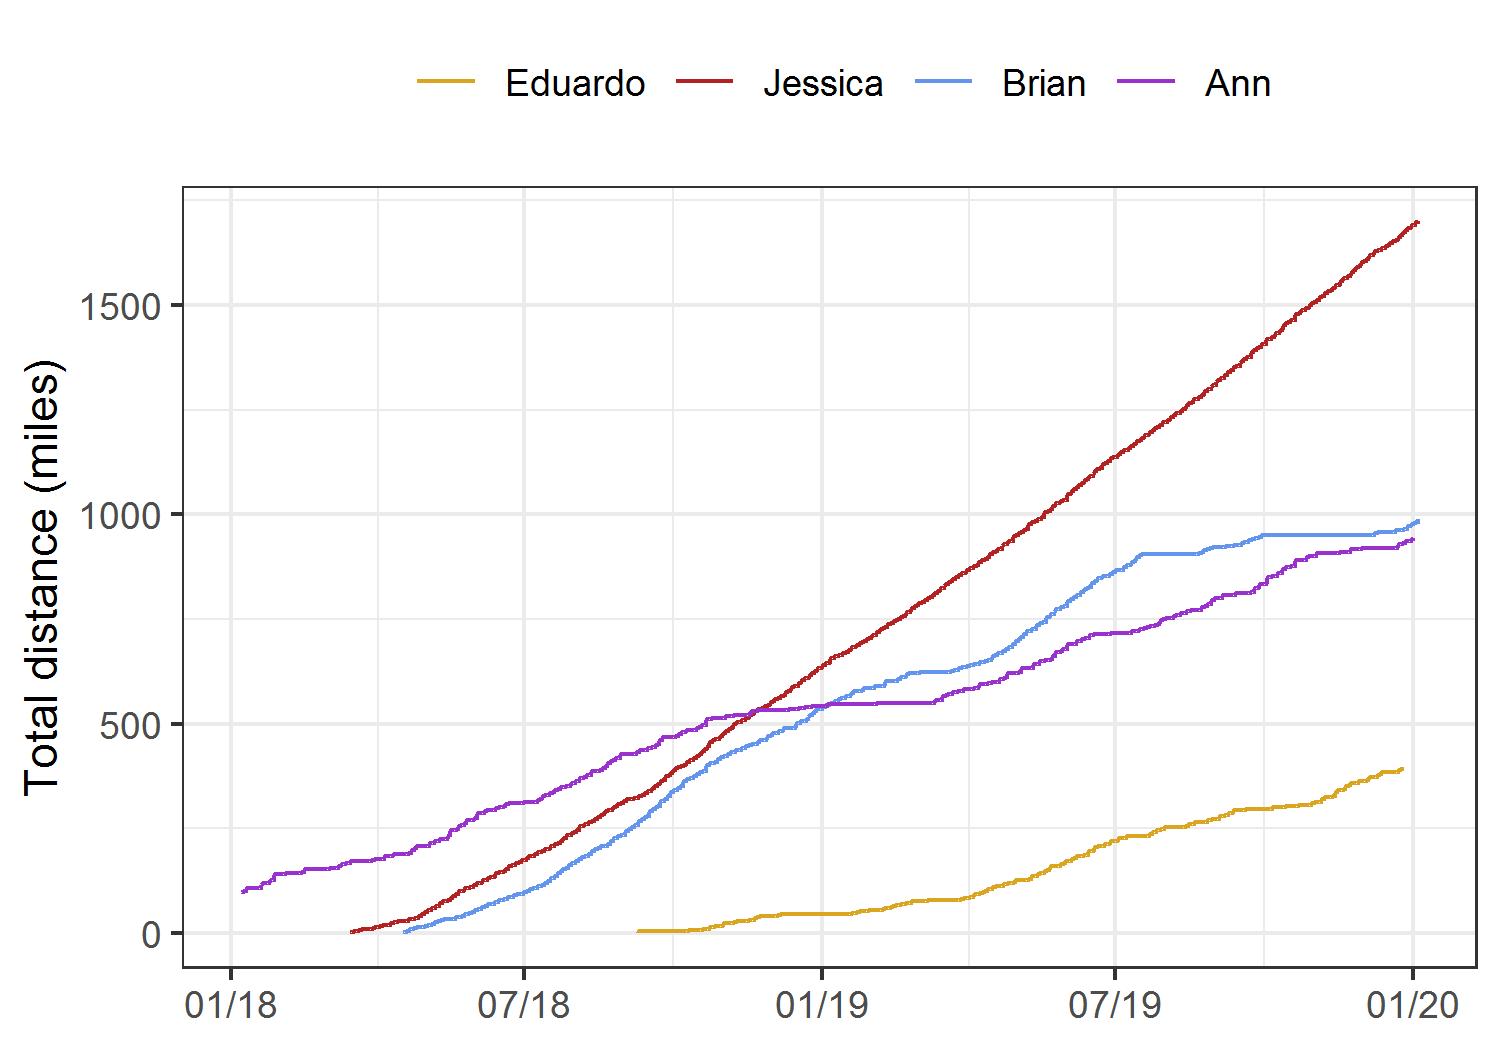 Eduardo Jessica Brian Ann
Total distance (miles)
1500
1000
500
0
01/18 07/18 01/19 07/19 01/20